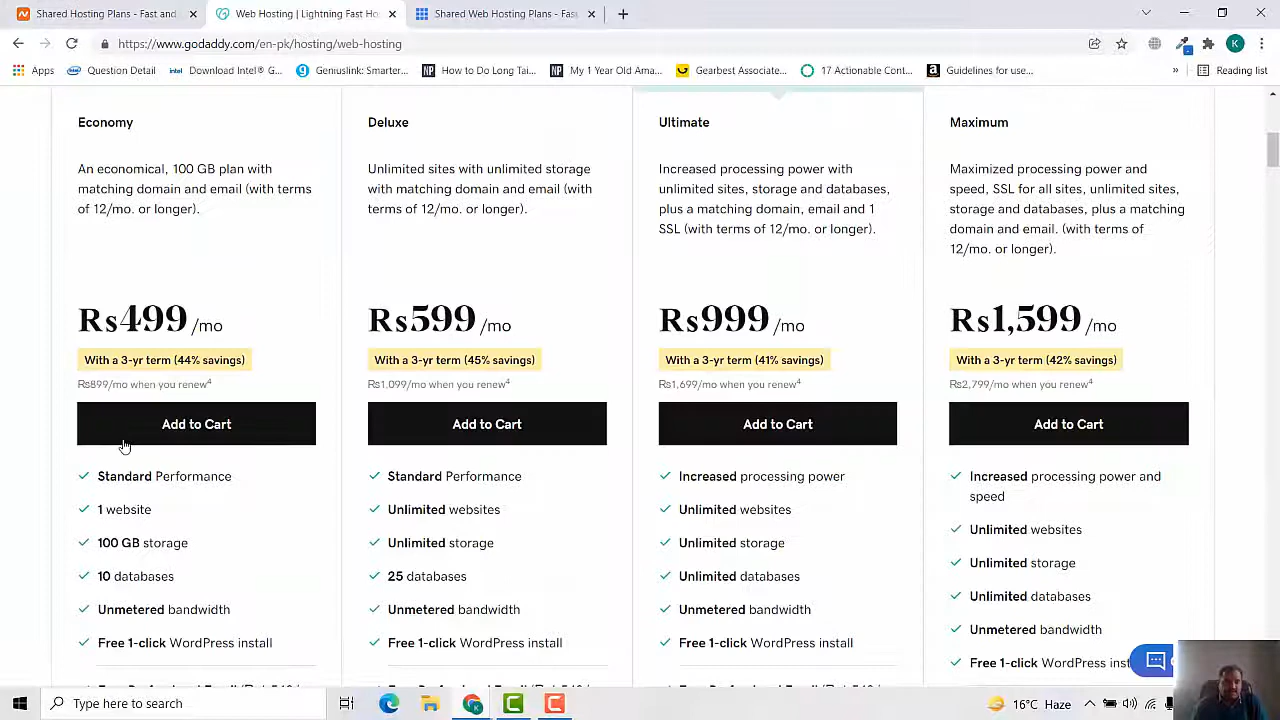 Shared Hosting Plans - Fast and
Web Hosting | Lightning Fast Ho
Shared Web Hosting Plans - Fas
https://www.godaddy.com/en-pk/hosting/web-hosting
K
Apps
Question Detail
Download Intel® G...
Geniuslink: Smarter...
How to Do Long Tai...
My 1 Year Old Ama...
Gearbest Associate...
17 Actionable Cont...
Guidelines for use...
»
Reading list
Economy
An economical, 100 GB plan with
matching domain and email (with terms
of 12/mo. or longer).
Rs499 /mo
With a 3-yr term (44% savings)
Rs899/mo when you renew4
Add to Cart
Standard Performance
1 website
100 GB storage
10 databases
Unmetered bandwidth
Free 1-click WordPress install
Deluxe
Unlimited sites with unlimited storage
with matching domain and email (with
terms of 12/mo. or longer).
Rs599 /mo
With a 3-yr term (45% savings)
Rs1,099/mo when you renew4
Add to Cart
Standard Performance
Unlimited websites
Unlimited storage
25 databases
Unmetered bandwidth
Free 1-click WordPress install
Ultimate
Increased processing power with
unlimited sites, storage and databases,
plus a matching domain, email and 1
SSL (with terms of 12/mo. or longer).
Rs999 /mo
With a 3-yr term (41% savings)
Rs1,699/mo when you renew4
Add to Cart
Increased processing power
Unlimited websites
Unlimited storage
Unlimited databases
Unmetered bandwidth
Free 1-click WordPress install
Maximum
Maximized processing power and
speed, SSL for all sites, unlimited sites,
storage and databases, plus a matching
domain and email. (with terms of
12/mo. or longer).
Rs1,599 /mo
With a 3-yr term (42% savings)
Rs2,799/mo when you renew4
Add to Cart
Increased processing power and
speed
Unlimited websites
Unlimited storage
Unlimited databases
Unmetered bandwidth
Free 1-click WordPress
Type here to search
16°C Haze